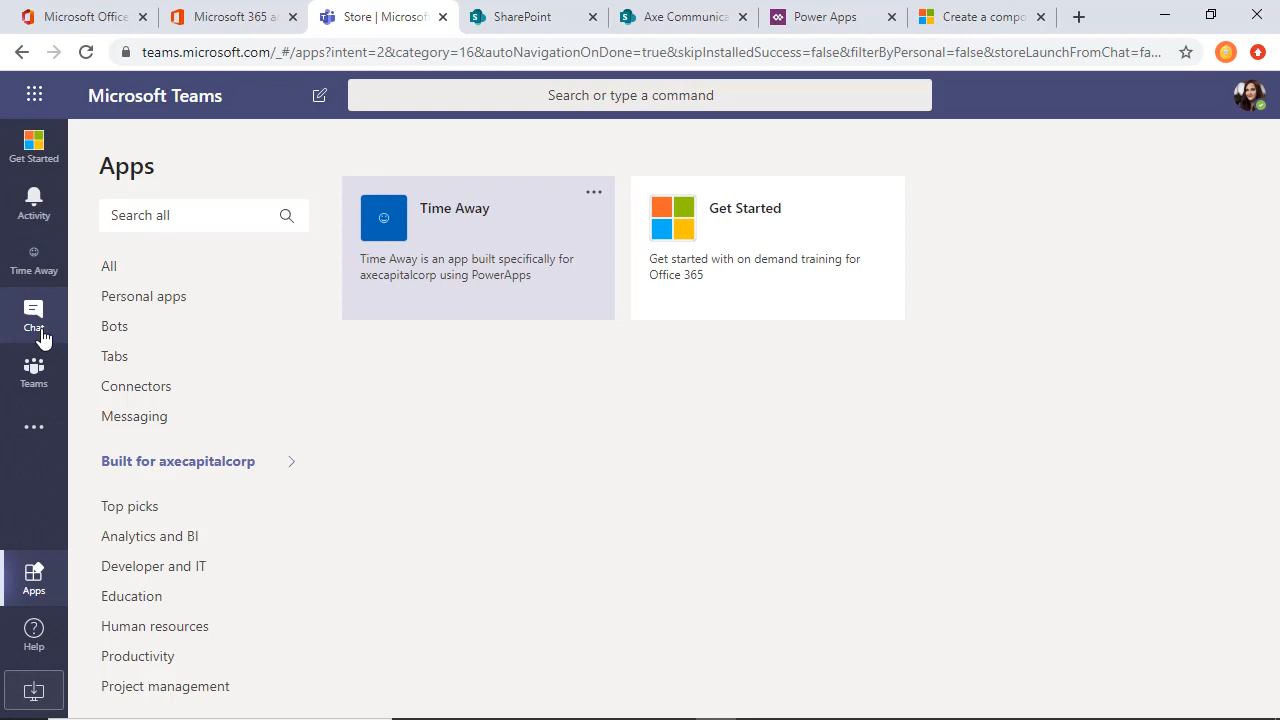 Microsoft Office
Microsoft 365 a
Store | Microsof
SharePoint
Axe Communica
Power Apps
Create a compo
teams.microsoft.com/_#/apps?intent=2&category=16&autoNavigationOnDone=true&skipInstalledSuccess=false&filterByPersonal=false&storeLaunchFromChat=fa...
Microsoft Teams
Search or type a command
Get Started
Activity
Time Away
Chat
Teams
Apps
Help
Apps
Search all
All
Personal apps
Bots
Tabs
Connectors
Messaging
Built for axecapitalcorp
Top picks
Analytics and BI
Developer and IT
Education
Human resources
Productivity
Project management
Time Away
Time Away is an app built specifically for
axecapitalcorp using PowerApps
Get Started
Get started with on demand training for
Office 365